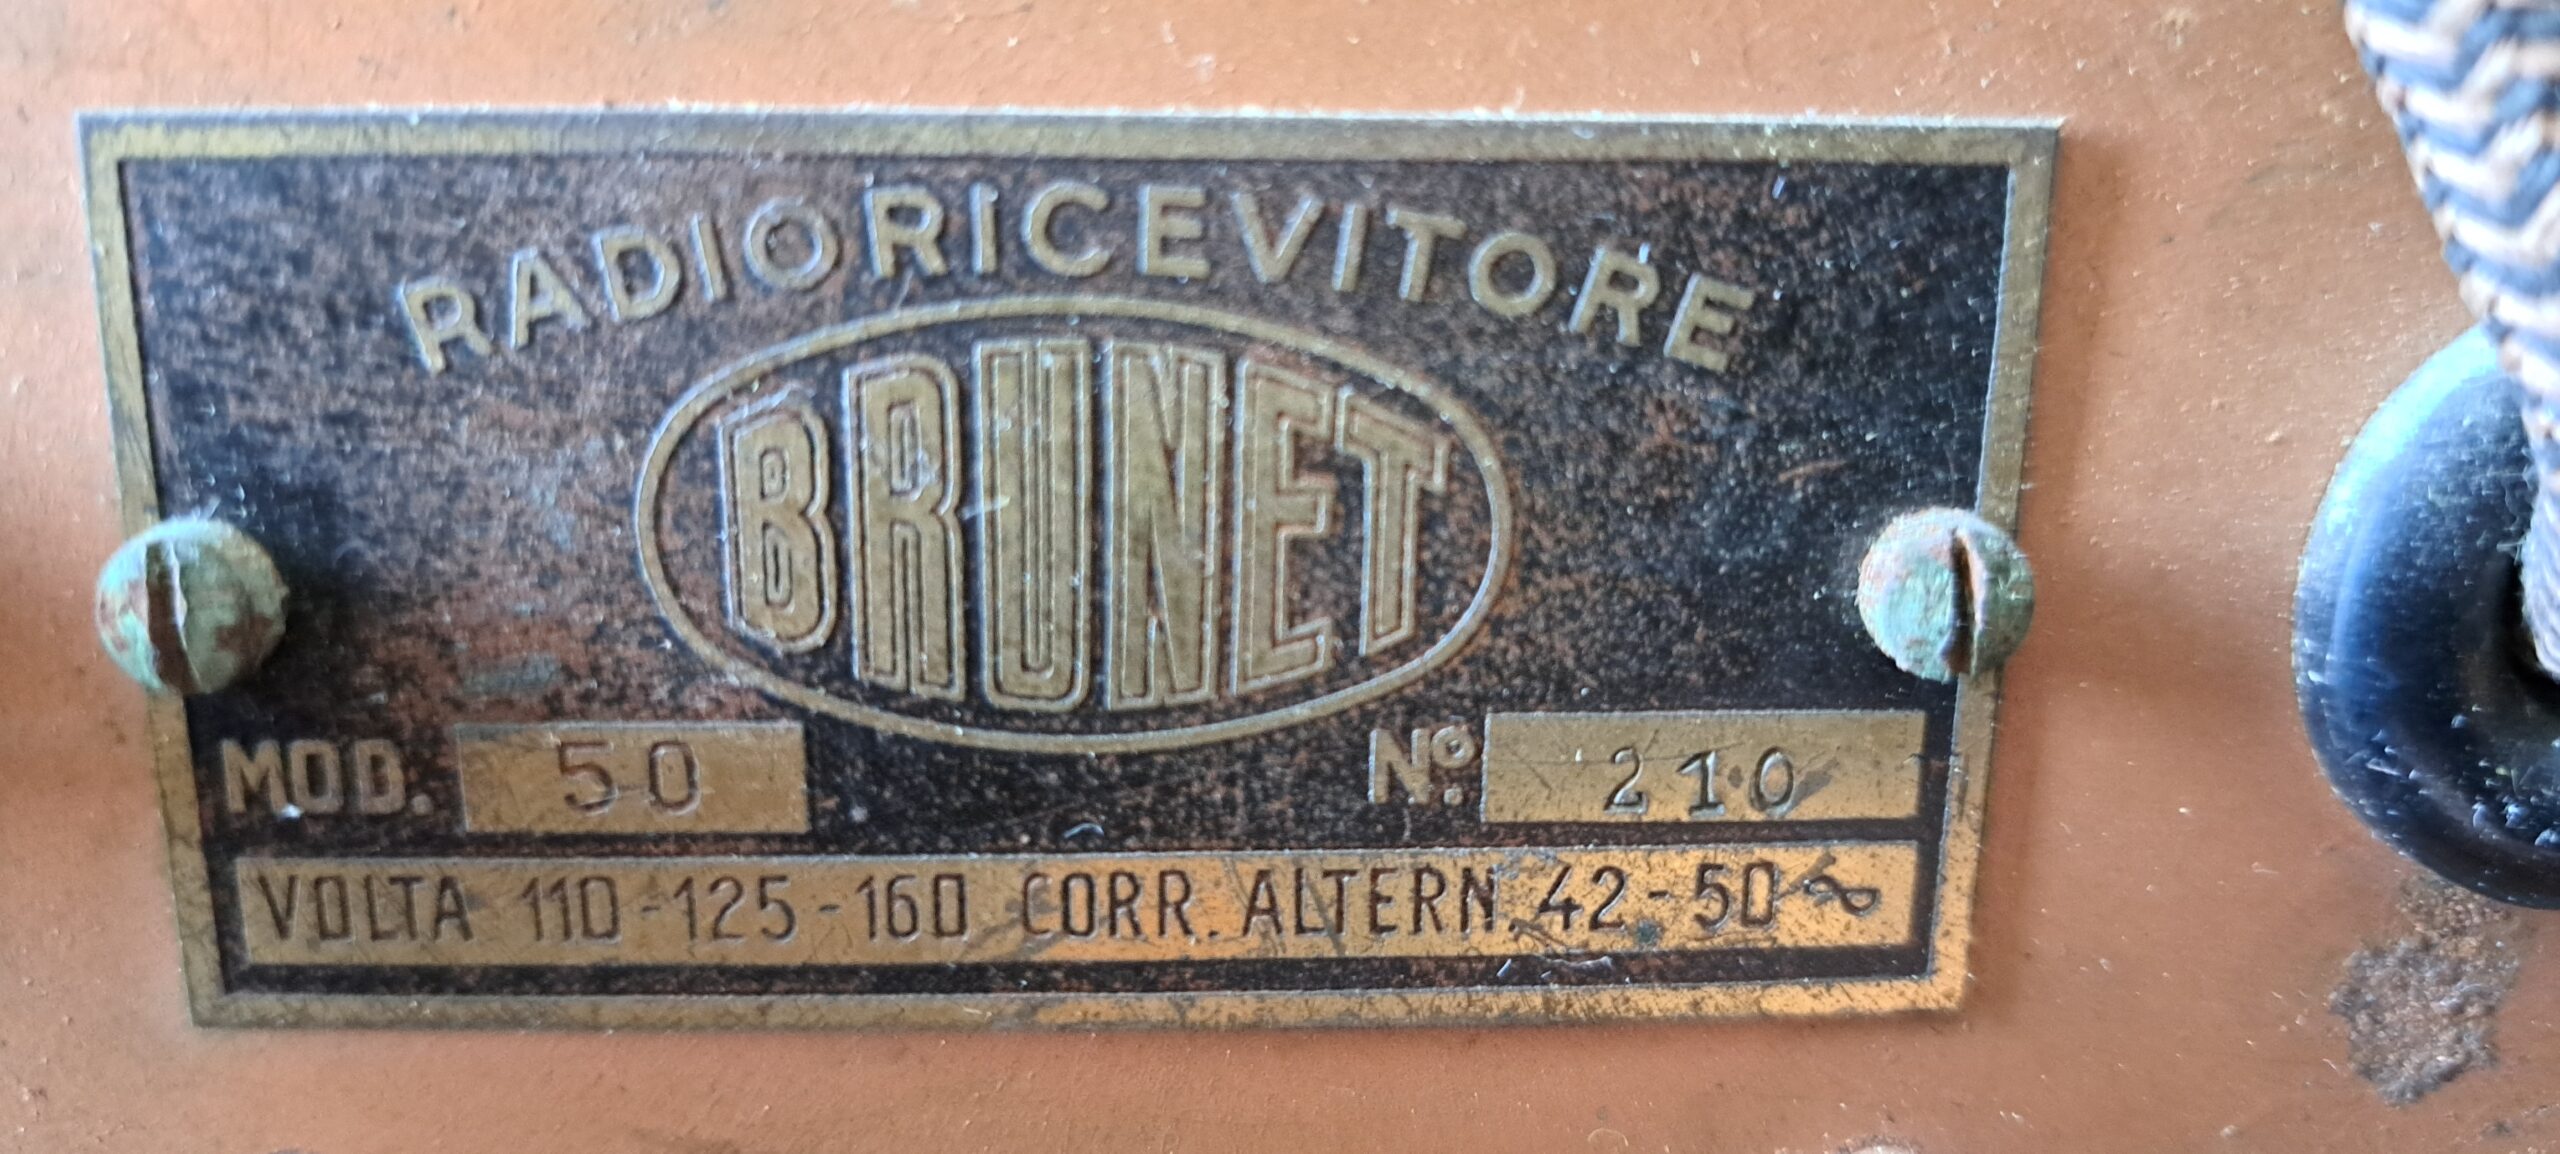 RADIORICEVITORE
BRUNET
MOD. 50 Nº. 210
VOLTA 110-125-160 CORR. ALTERN. 42-50 ∾